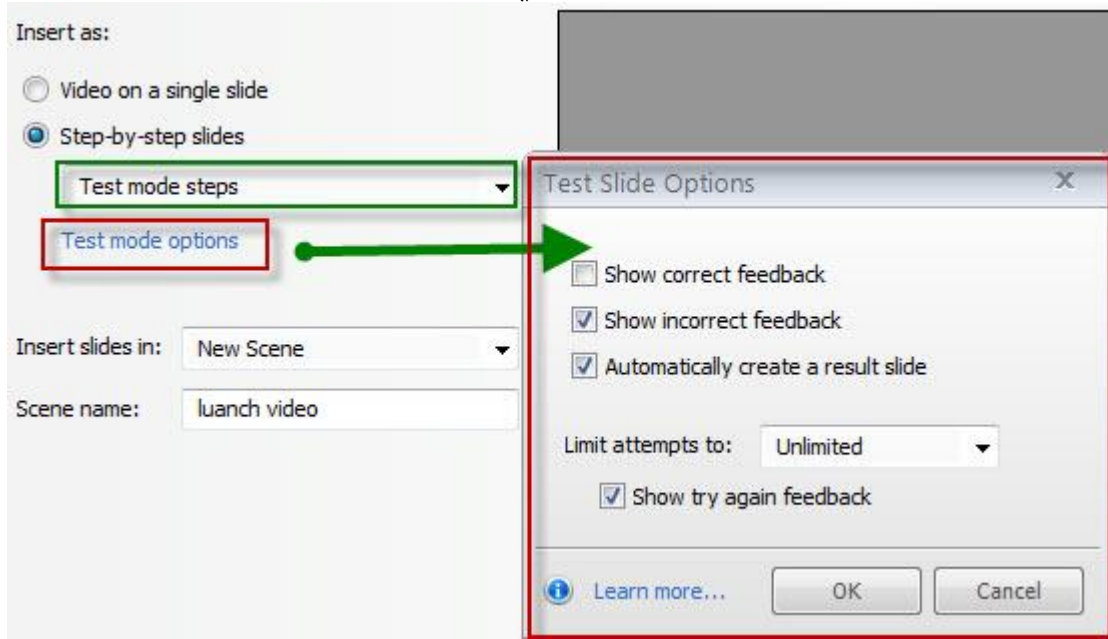 Insert as:
Video on a single slide
Step-by-step slides
Test mode steps
Test mode options
Insert slides in: New Scene
Scene name: luanch video
Test Slide Options
Show correct feedback
Show incorrect feedback
Automatically create a result slide
Limit attempts to: Unlimited
Show try again feedback
Learn more... OK Cancel